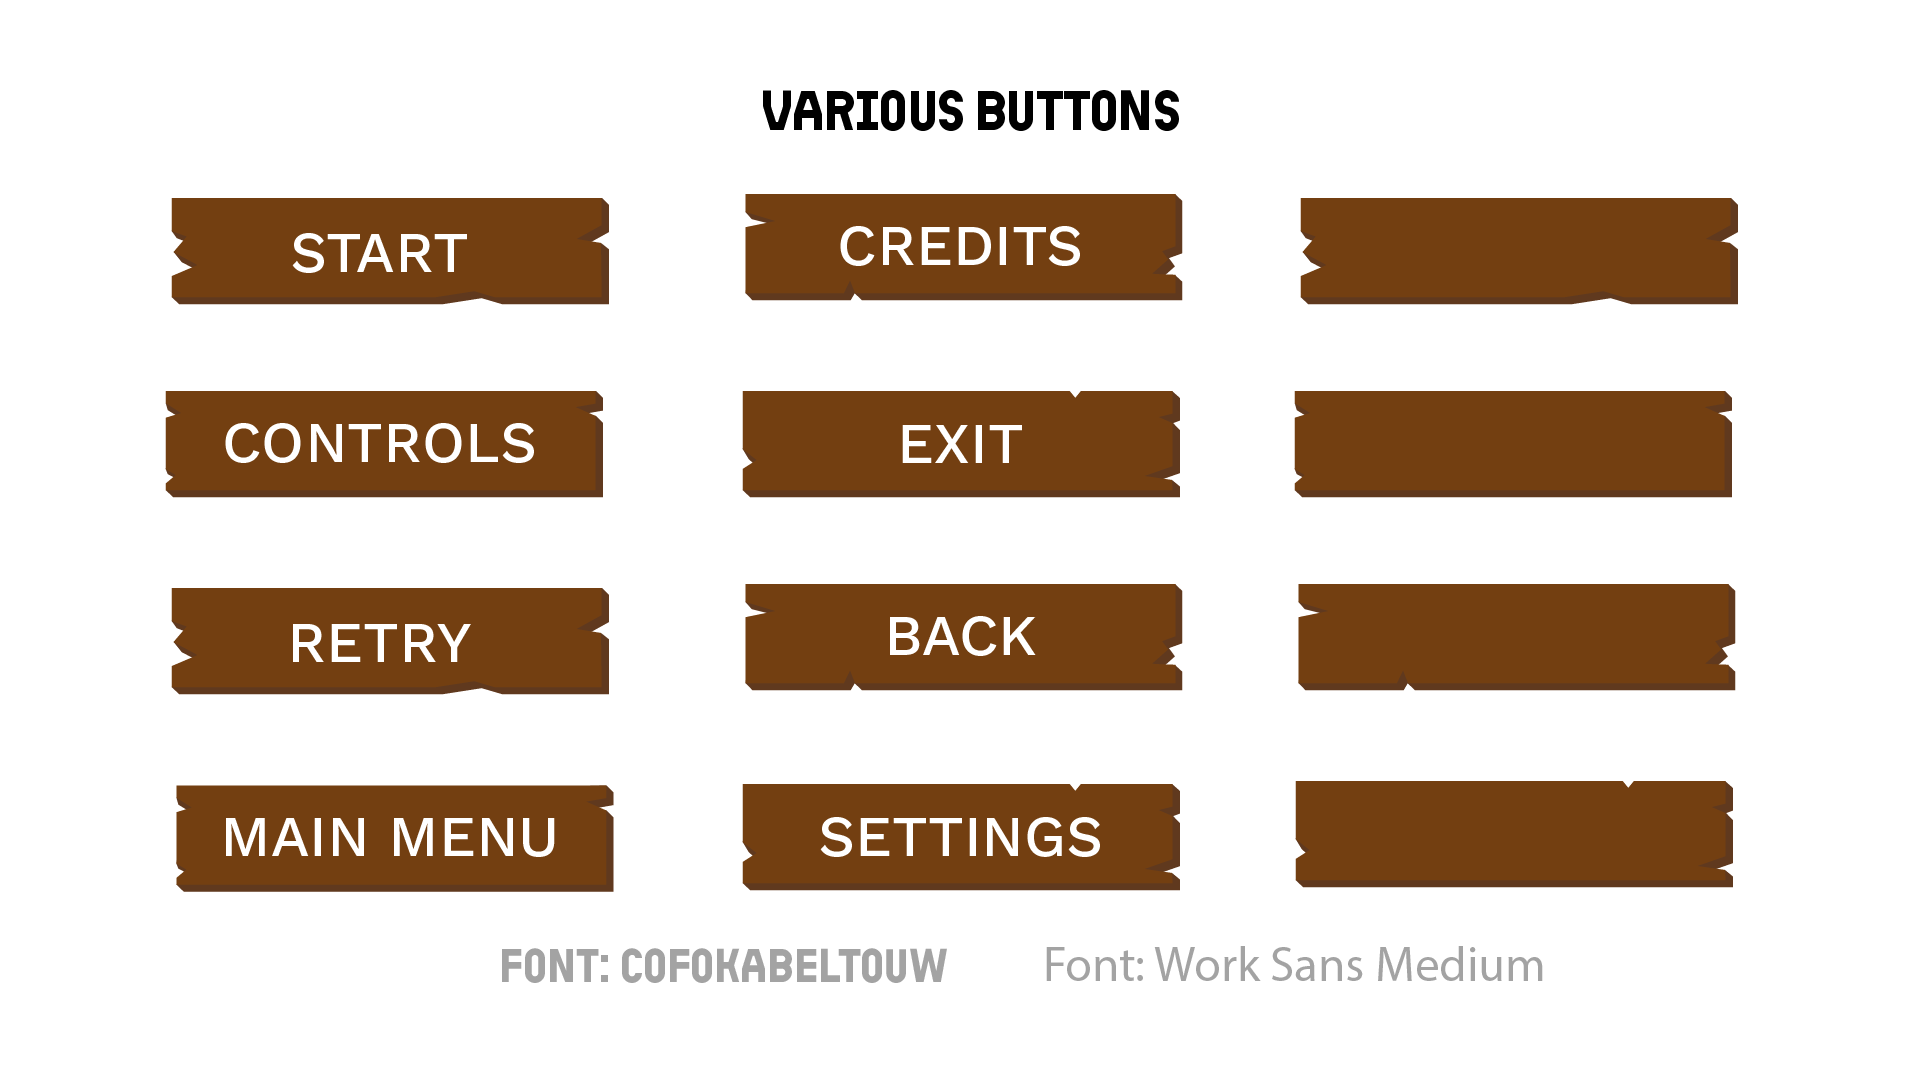 VARIOUS BUTTONS
START
CREDITS
CONTROLS
EXIT
RETRY
BACK
MAIN MENU
SETTINGS
FONT: COFOKABELTOUW
Font: Work Sans Medium